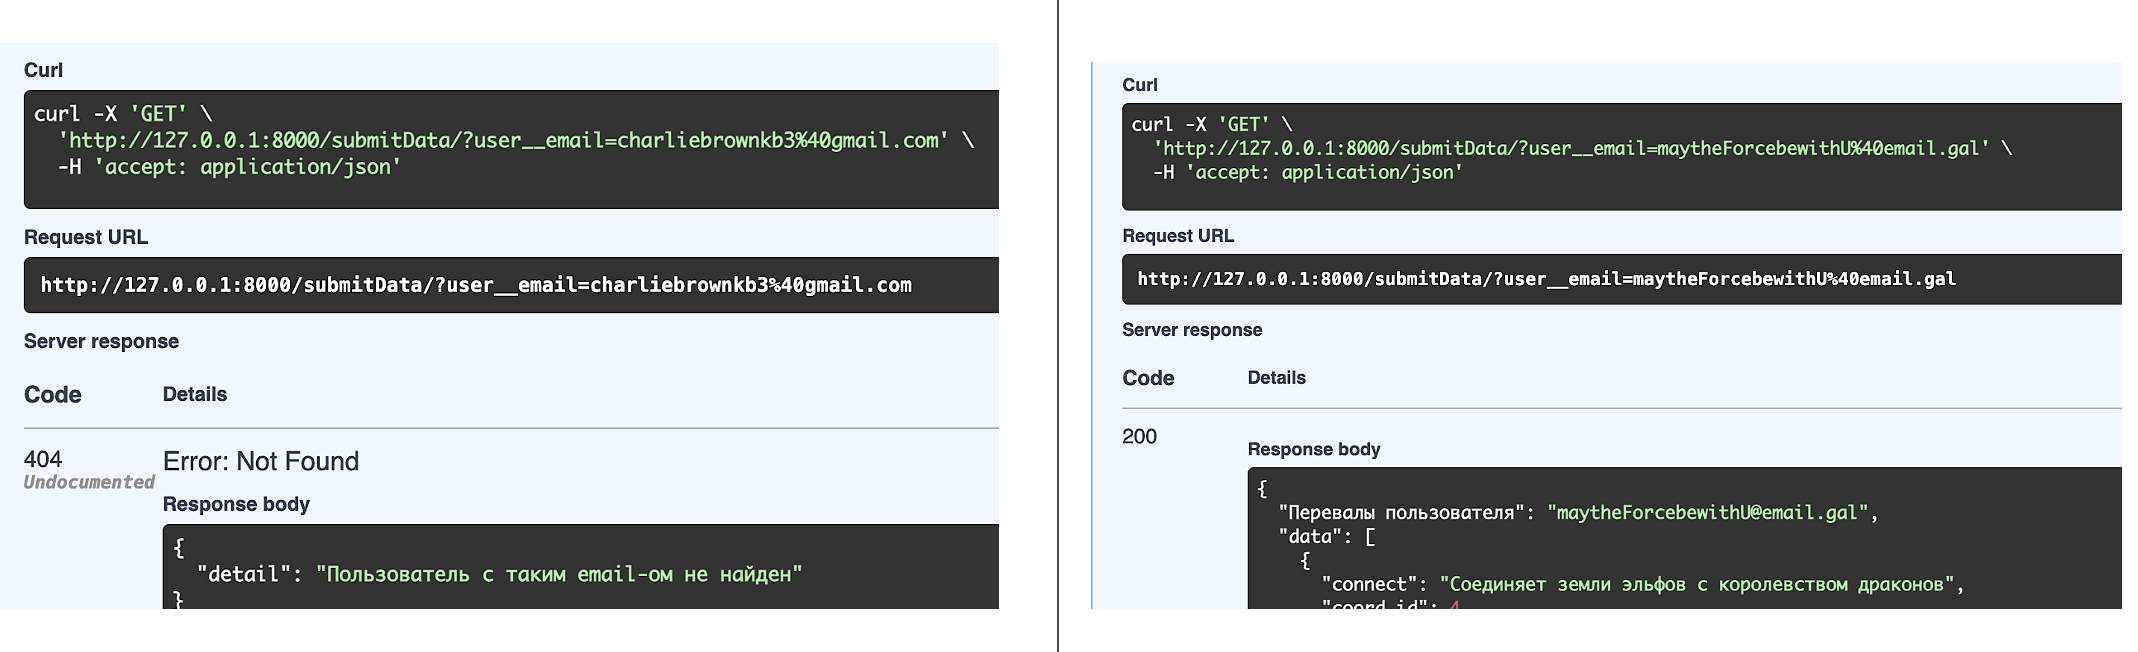 Curl
curl -X 'GET' \
'http://127.0.0.1:8000/submitData/?user__email=charliebrownkb3%40gmail.com' \
-H 'accept: application/json'
Request URL
http://127.0.0.1:8000/submitData/?user__email=charliebrownkb3%40gmail.com
Server response
Code Details
404 Error: Not Found
Undocumented
Response body
{
"detail": "Пользователь с таким email-ом не найден"
}
Curl
curl -X 'GET' \
'http://127.0.0.1:8000/submitData/?user__email=maytheForcebewithU%40email.gal' \
-H 'accept: application/json'
Request URL
http://127.0.0.1:8000/submitData/?user__email=maytheForcebewithU%40email.gal
Server response
Code Details
200
Response body
{
"Перевалы пользователя": "maytheForcebewithU@email.gal",
"data": [
{
"connect": "Соединяет земли эльфов с королевством драконов",
"coord_id": 4